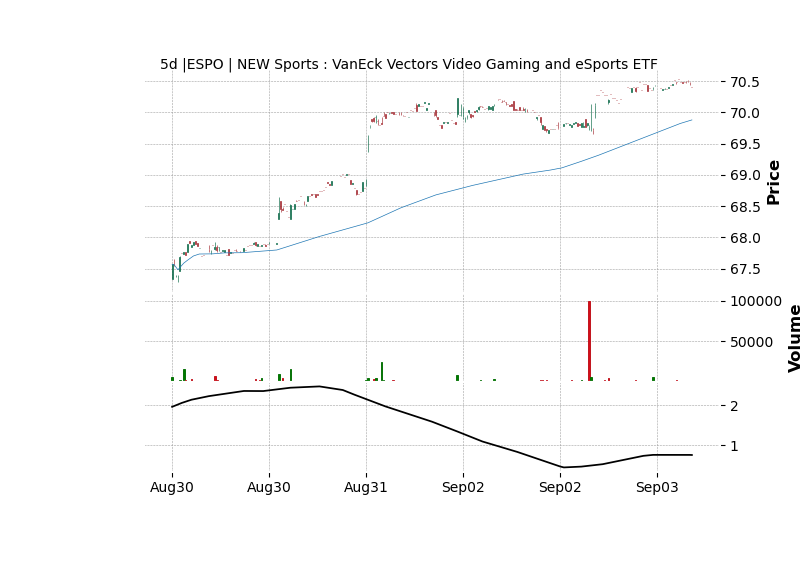 5d |ESPO | NEW Sports : VanEck Vectors Video Gaming and eSports ETF
70.5
70.0
69.5
69.0
68.5
68.0
67.5
Price
100000
50000
Volume
2
1
Aug30 Aug30 Aug31 Sep02 Sep02 Sep03